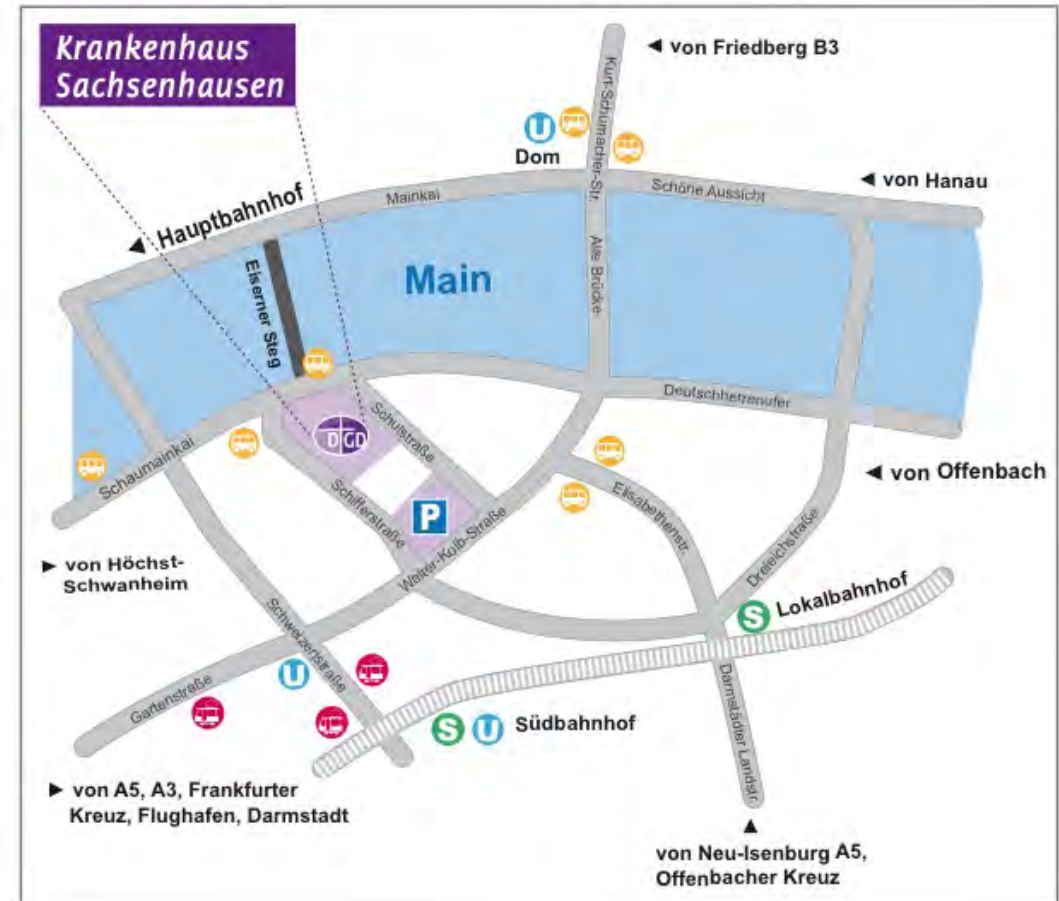 Krankenhaus
Sachsenhausen
◄ von Friedberg B3
Kurt-Schumacher-Str.
U
Dom
Mainkai
Schöne Aussicht
◄ von Hanau
◄ Hauptbahnhof
Eiserner Steg
Main
Alte Brücke
Deutschherrenufer
Schaumainkai
DGD
Schulstraße
Schifferstraße
P
Walter-Kolb-Straße
Elisabethenstr.
◄ von Offenbach
Dreieichstraße
► von Höchst-
Schwanheim
Schweizerstraße
S Lokalbahnhof
Gartenstraße
U
S U Südbahnhof
Darmstädter Landstr.
► von A5, A3, Frankfurter
Kreuz, Flughafen, Darmstadt
▲
von Neu-Isenburg A5,
Offenbacher Kreuz